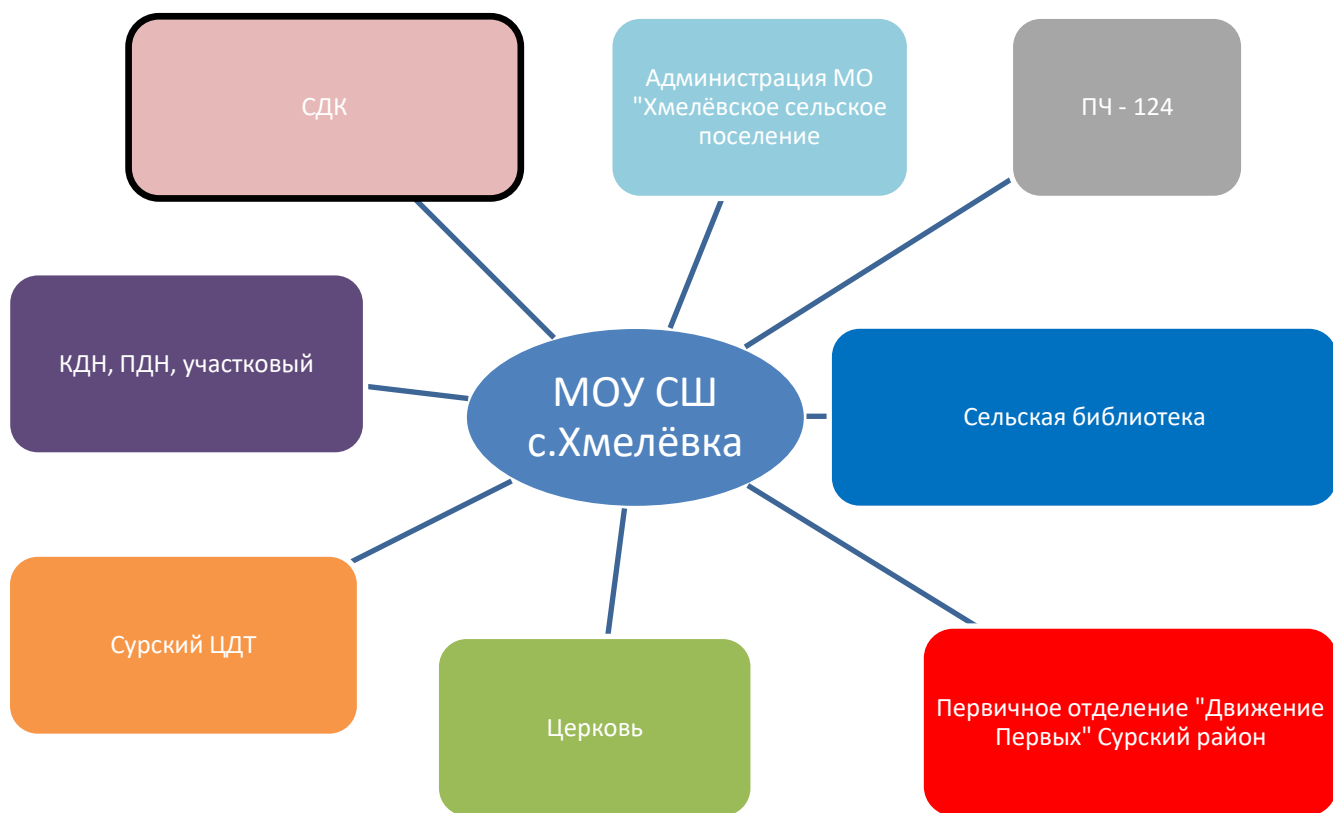 СДК
Администрация МО
"Хмелёвское сельское
поселение
ПЧ - 124
КДН, ПДН, участковый
МОУ СШ
с.Хмелёвка
Сельская библиотека
Сурский ЦДТ
Церковь
Первичное отделение "Движение
Первых" Сурский район